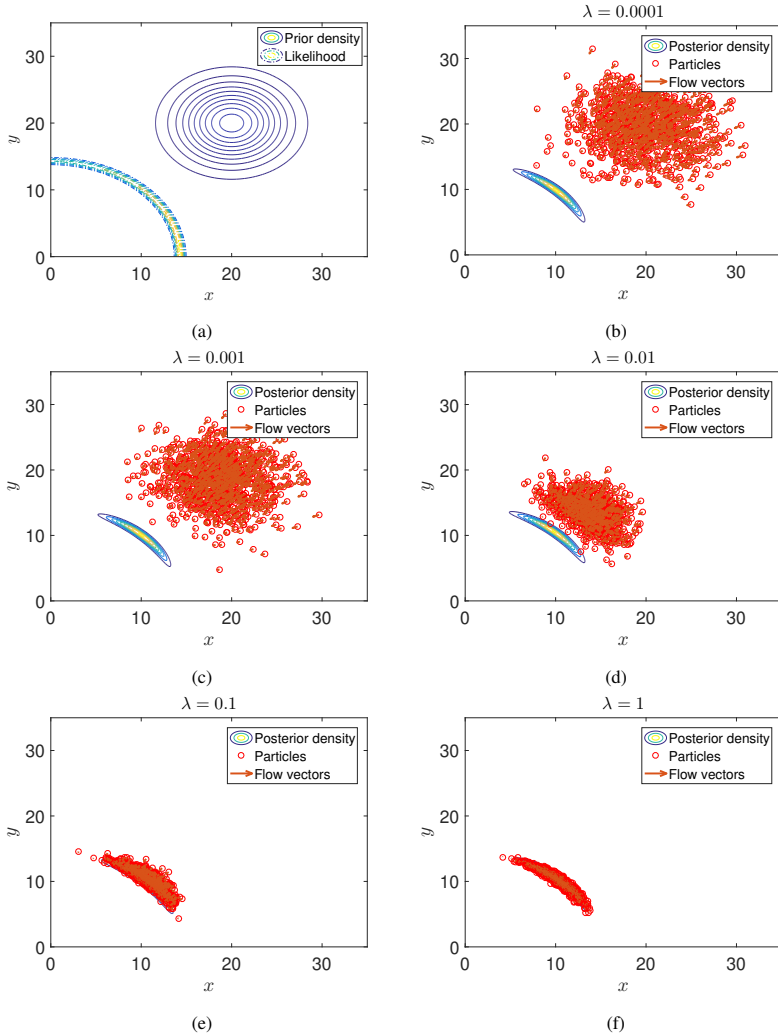 Prior density
Likelihood
30
20
10
0
y
0 10 20 30
x
(a)
λ = 0.0001
Posterior density
Particles
Flow vectors
30
20
10
0
y
0 10 20 30
x
(b)
λ = 0.001
Posterior density
Particles
Flow vectors
30
20
10
0
y
0 10 20 30
x
(c)
λ = 0.01
Posterior density
Particles
Flow vectors
30
20
10
0
y
0 10 20 30
x
(d)
λ = 0.1
Posterior density
Particles
Flow vectors
30
20
10
0
y
0 10 20 30
x
(e)
λ = 1
Posterior density
Particles
Flow vectors
30
20
10
0
y
0 10 20 30
x
(f)